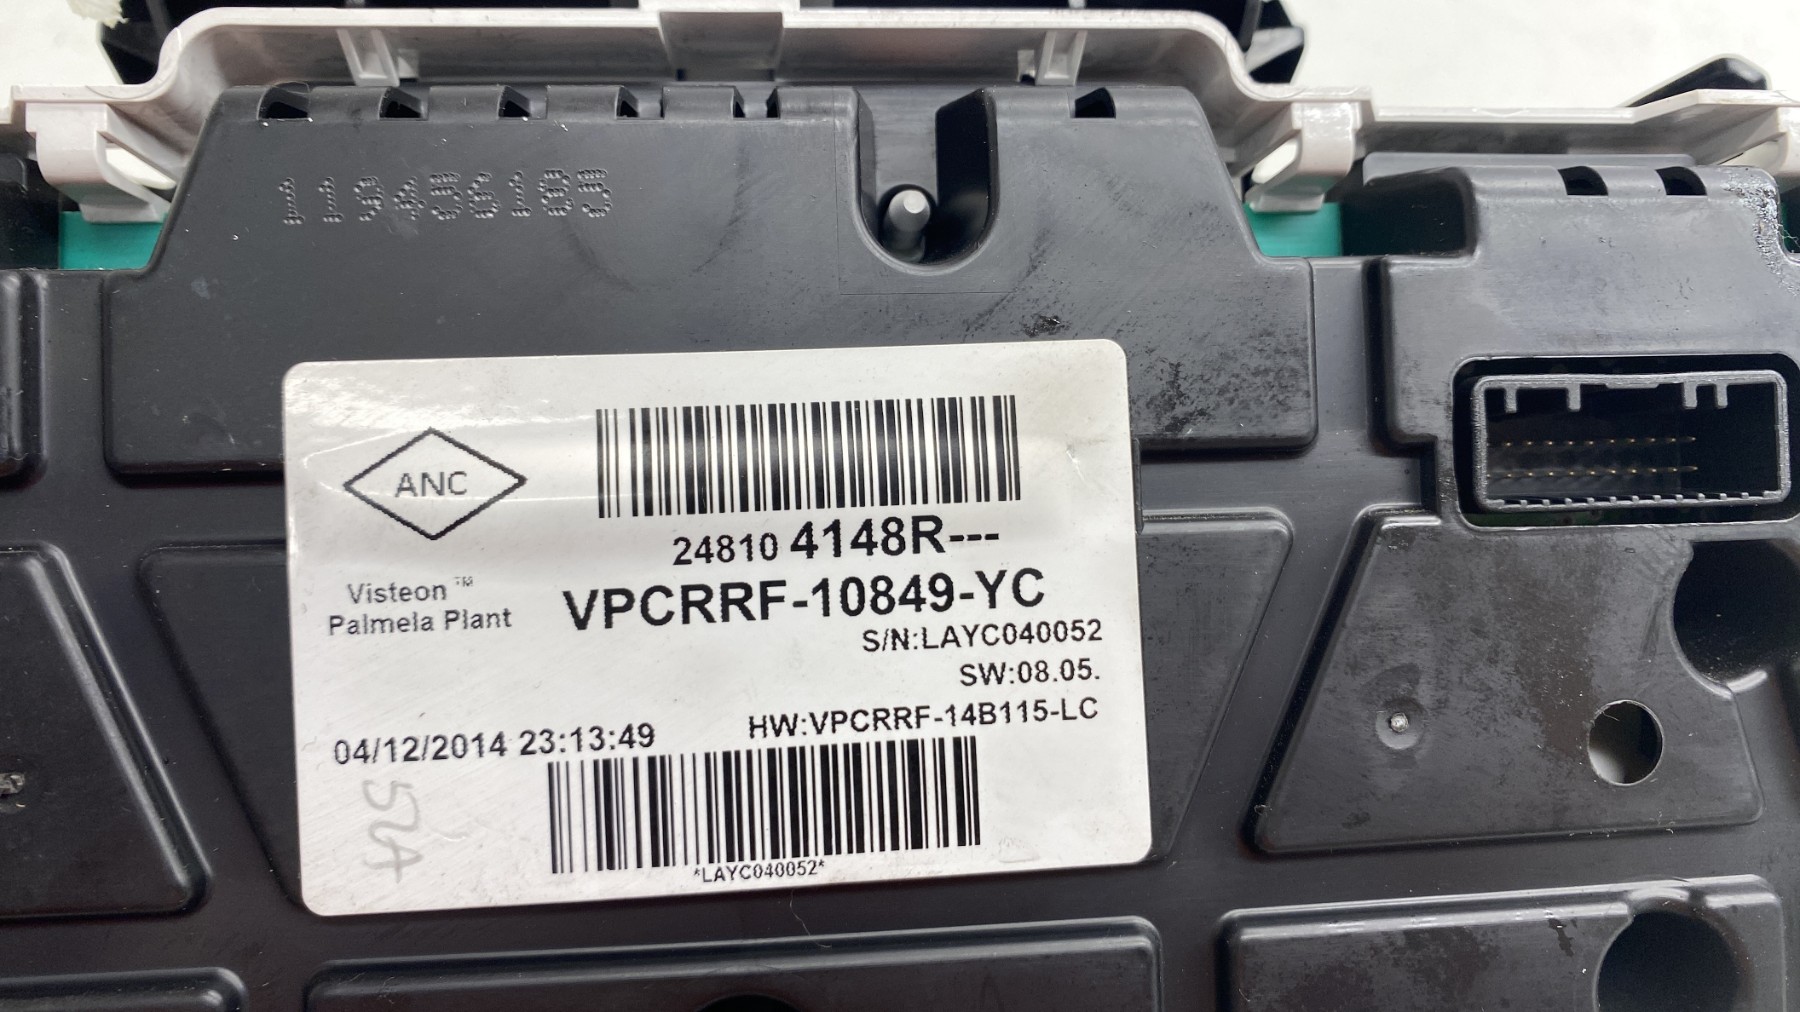 119456185
ANC
24810 4148R---
Visteon™
Palmela Plant
VPCRRF-10849-YC
S/N:LAYC040052
SW:08.05.
HW:VPCRRF-14B115-LC
04/12/2014 23:13:49
*LAYC040052*